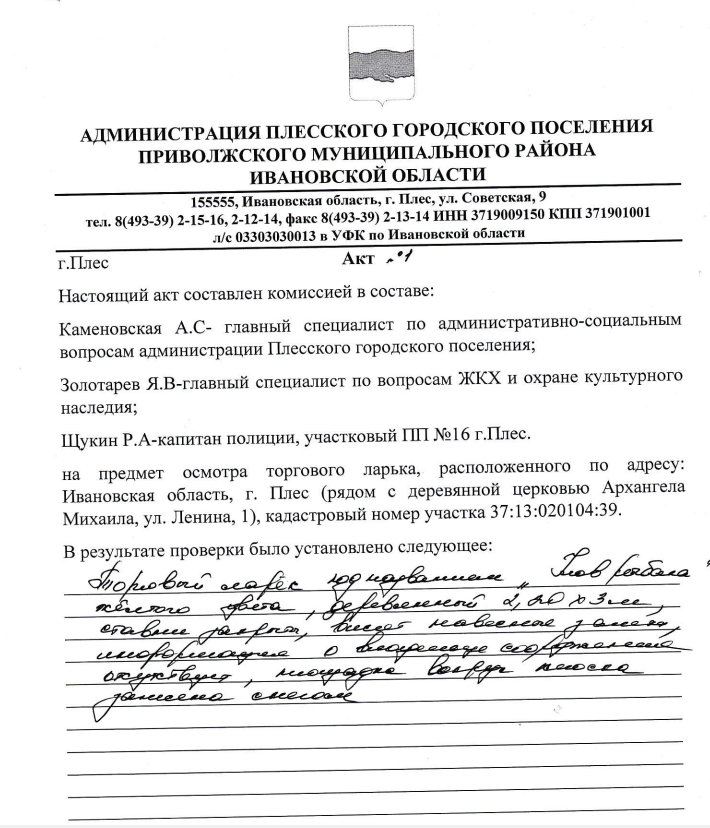 АДМИНИСТРАЦИЯ ПЛЕССКОГО ГОРОДСКОГО ПОСЕЛЕНИЯ
ПРИВОЛЖСКОГО МУНИЦИПАЛЬНОГО РАЙОНА
ИВАНОВСКОЙ ОБЛАСТИ
155555, Ивановская область, г. Плес, ул. Советская, 9
тел. 8(493-39) 2-15-16, 2-12-14, факс 8(493-39) 2-13-14 ИНН 3719009150 КПП 371901001
л/с 03303030013 в УФК по Ивановской области
г.Плес Акт №1
Настоящий акт составлен комиссией в составе:
Каменовская А.С- главный специалист по административно-социальным
вопросам администрации Плесского городского поселения;
Золотарев Я.В-главный специалист по вопросам ЖКХ и охране культурного
наследия;
Щукин Р.А-капитан полиции, участковый ПП №16 г.Плес.
на предмет осмотра торгового ларька, расположенного по адресу:
Ивановская область, г. Плес (рядом с деревянной церковью Архангела
Михаила, ул. Ленина, 1), кадастровый номер участка 37:13:020104:39.
В результате проверки было установлено следующее:
Торговый ларёк под названием "
жёлтого цвета, деревянный 2,20 х 3 м,
ставни закрыты, висит навесной замок,
информация о владельце сооружения
отсутствует, площадка вокруг киоска
занесена снегом